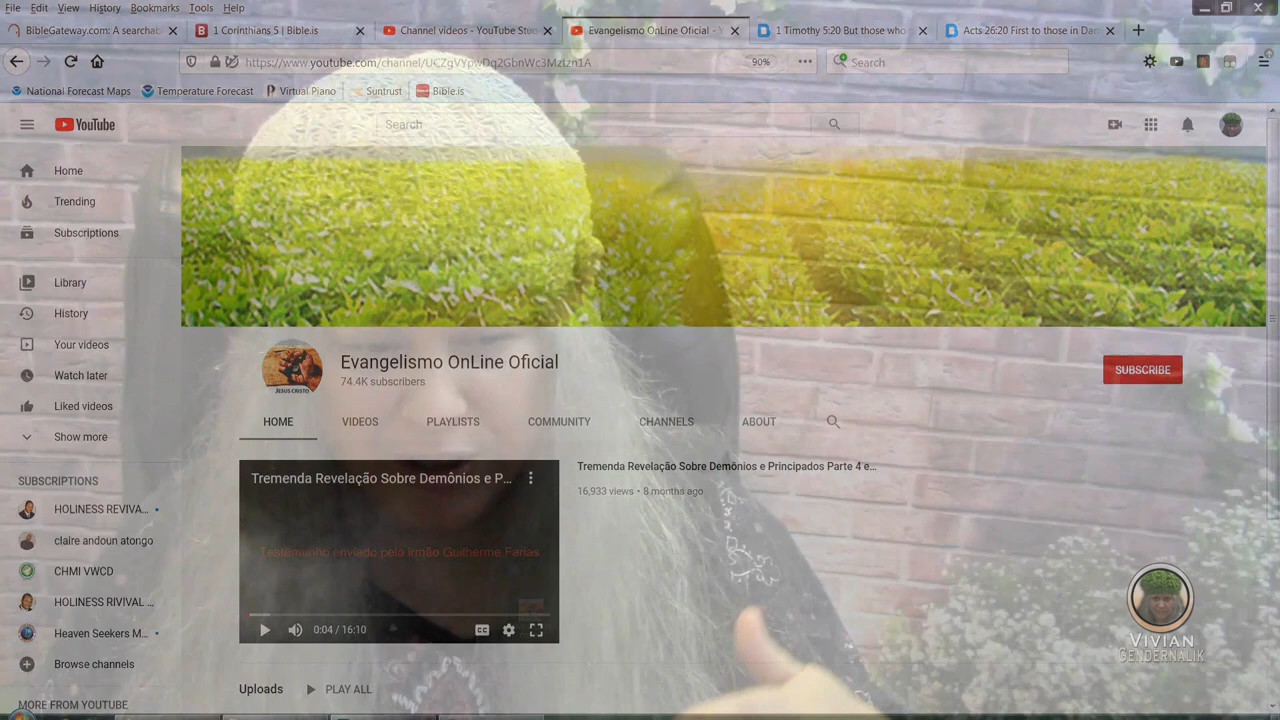 File Edit View History Bookmarks Tools Help
BibleGateway.com: A searchabl
1 Corinthians 5 | Bible.is
Channel videos - YouTube Stud
Evangelismo OnLine Oficial - Y
1 Timothy 5:20 But those who
Acts 26:20 First to those in Dam
https://www.youtube.com/channel/
90%
Search
National Forecast Maps
Temperature Forecast
Virtual Piano
Suntrust
Bible.is
YouTube
Search
Home
Trending
Subscriptions
Library
History
Your videos
Watch later
Liked videos
Show more
SUBSCRIPTIONS
HOLINESS REVIVA...
claire andoun atongo
CHMI VWCD
HOLINESS RIVIVAL ...
Heaven Seekers M...
Browse channels
MORE FROM YOUTUBE
JESUS CRISTO
Evangelismo OnLine Oficial
74.4K subscribers
SUBSCRIBE
HOME VIDEOS PLAYLISTS COMMUNITY CHANNELS ABOUT
Tremenda Revelação Sobre Demônios e P...
Testemunho enviado pelo irmão Guilherme Farias
0:04 / 16:10
Tremenda Revelação Sobre Demônios e Principados Parte 4 e...
16,933 views • 8 months ago
Uploads PLAY ALL
VIVIAN
GENDERNALIK